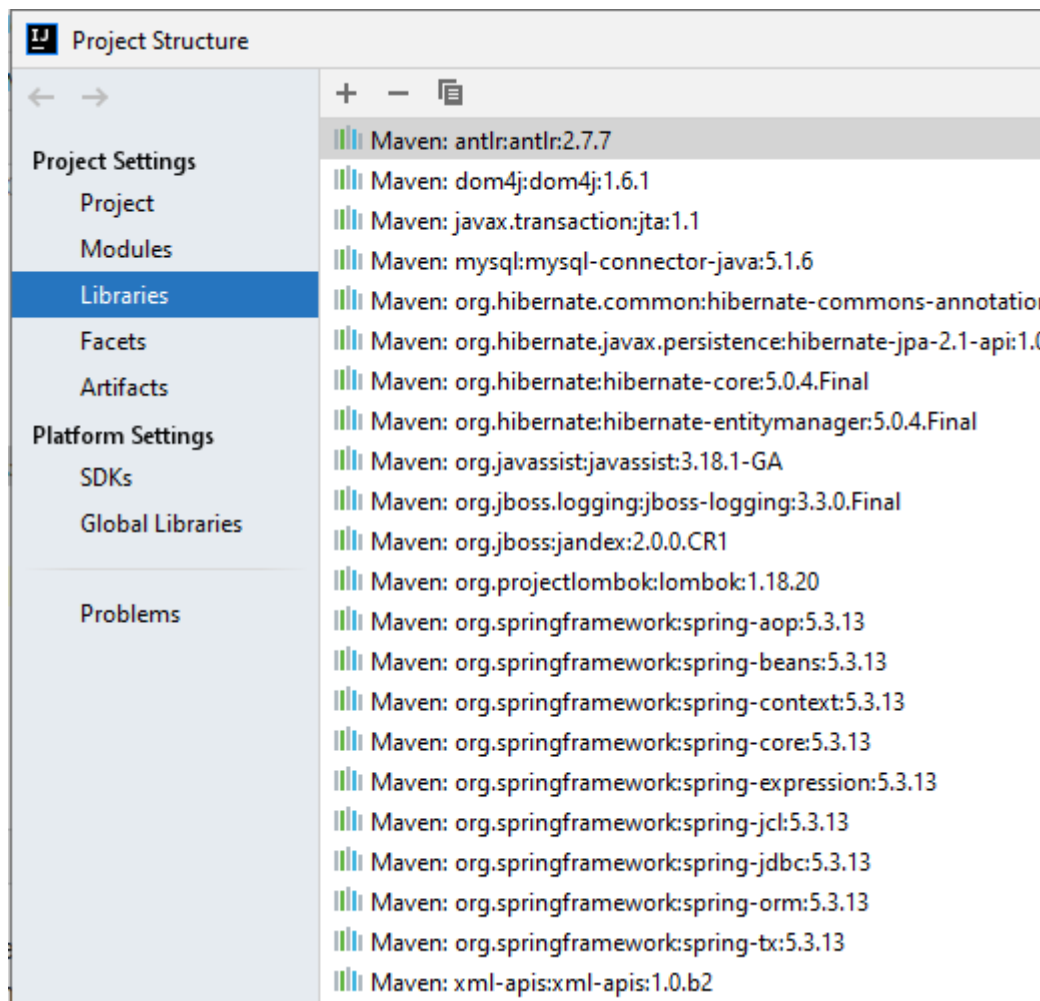 IJ
Project Structure
Project Settings
Project
Modules
Libraries
Facets
Artifacts
Platform Settings
SDKs
Global Libraries
Problems
Maven: antlr:antlr:2.7.7
Maven: dom4j:dom4j:1.6.1
Maven: javax.transaction:jta:1.1
Maven: mysql:mysql-connector-java:5.1.6
Maven: org.hibernate.common:hibernate-commons-annotation
Maven: org.hibernate.javax.persistence:hibernate-jpa-2.1-api:1.0
Maven: org.hibernate:hibernate-core:5.0.4.Final
Maven: org.hibernate:hibernate-entitymanager:5.0.4.Final
Maven: org.javassist:javassist:3.18.1-GA
Maven: org.jboss.logging:jboss-logging:3.3.0.Final
Maven: org.jboss:jandex:2.0.0.CR1
Maven: org.projectlombok:lombok:1.18.20
Maven: org.springframework:spring-aop:5.3.13
Maven: org.springframework:spring-beans:5.3.13
Maven: org.springframework:spring-context:5.3.13
Maven: org.springframework:spring-core:5.3.13
Maven: org.springframework:spring-expression:5.3.13
Maven: org.springframework:spring-jcl:5.3.13
Maven: org.springframework:spring-jdbc:5.3.13
Maven: org.springframework:spring-orm:5.3.13
Maven: org.springframework:spring-tx:5.3.13
Maven: xml-apis:xml-apis:1.0.b2